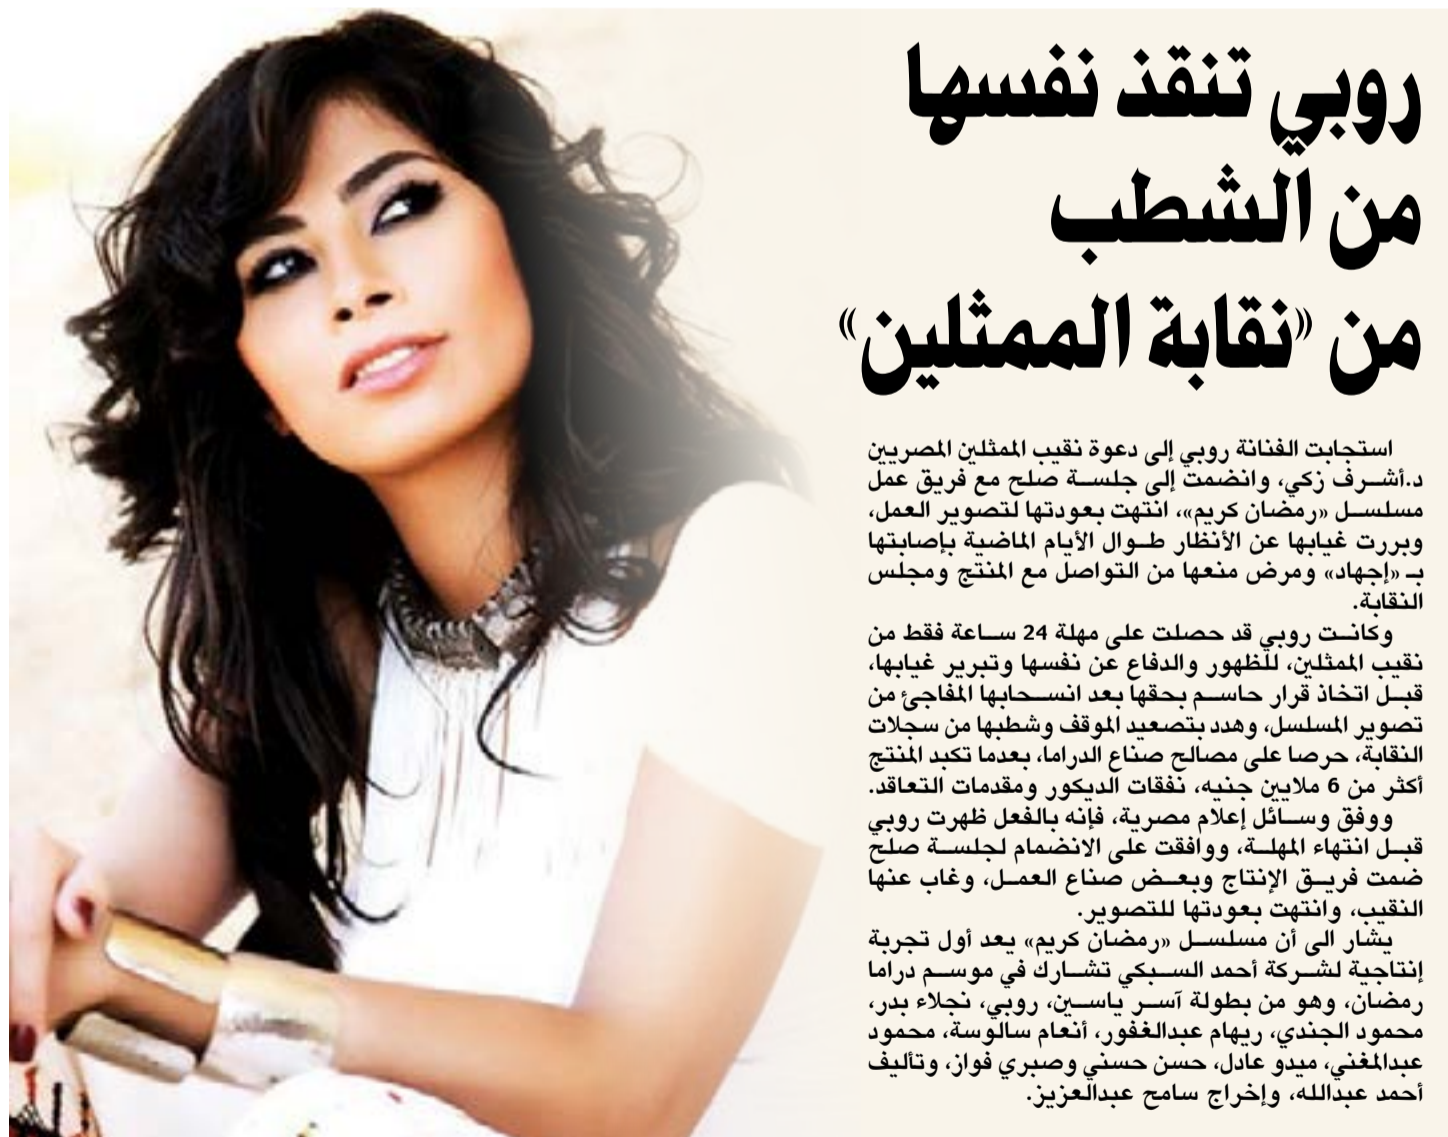 روبي تنقذ نفسها
من الشطب
من «نقابة الممثلين»
استجابت الفنانة روبي إلى دعوة نقيب الممثلين المصريين
د.أشرف زكي، وانضمت إلى جلسة صلح مع فريق عمل
مسلسل «رمضان كريم»، انتهت بعودتها لتصوير العمل،
وبررت غيابها عن الأنظار طوال الأيام الماضية بإصابتها
بـ «إجهاد» ومرض منعها من التواصل مع المنتج ومجلس
النقابة.
وكانت روبي قد حصلت على مهلة 24 ساعة فقط من
نقيب الممثلين، للظهور والدفاع عن نفسها وتبرير غيابها،
قبل اتخاذ قرار حاسم بحقها بعد انسحابها المفاجئ من
تصوير المسلسل، وهدد بتصعيد الموقف وشطبها من سجلات
النقابة، حرصا على مصالح صناع الدراما، بعدما تكبد المنتج
أكثر من 6 ملايين جنيه، نفقات الديكور ومقدمات التعاقد.
ووفق وسائل إعلام مصرية، فإنه بالفعل ظهرت روبي
قبل انتهاء المهلة، ووافقت على الانضمام لجلسة صلح
ضمت فريق الإنتاج وبعض صناع العمل، وغاب عنها
النقيب، وانتهت بعودتها للتصوير.
يشار الى أن مسلسل «رمضان كريم» يعد أول تجربة
إنتاجية لشركة أحمد السبكي تشارك في موسم دراما
رمضان، وهو من بطولة آسر ياسين، روبي، نجلاء بدر،
محمود الجندي، ريهام عبدالغفور، أنعام سالوسة، محمود
عبدالمغني، ميدو عادل، حسن حسني وصبري فواز، وتأليف
أحمد عبدالله، وإخراج سامح عبدالعزيز.